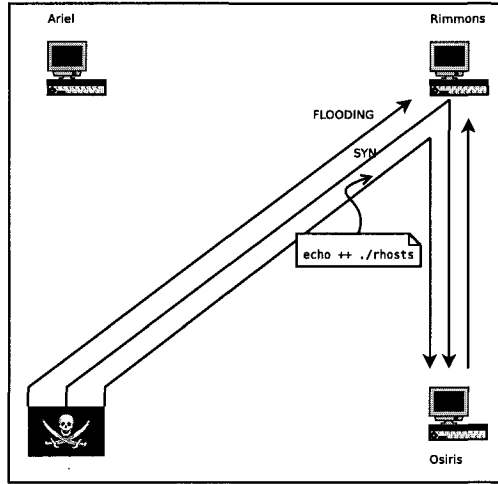 Ariel
Rimmons
FLOODING
SYN
echo ++ ./rhosts
Osiris